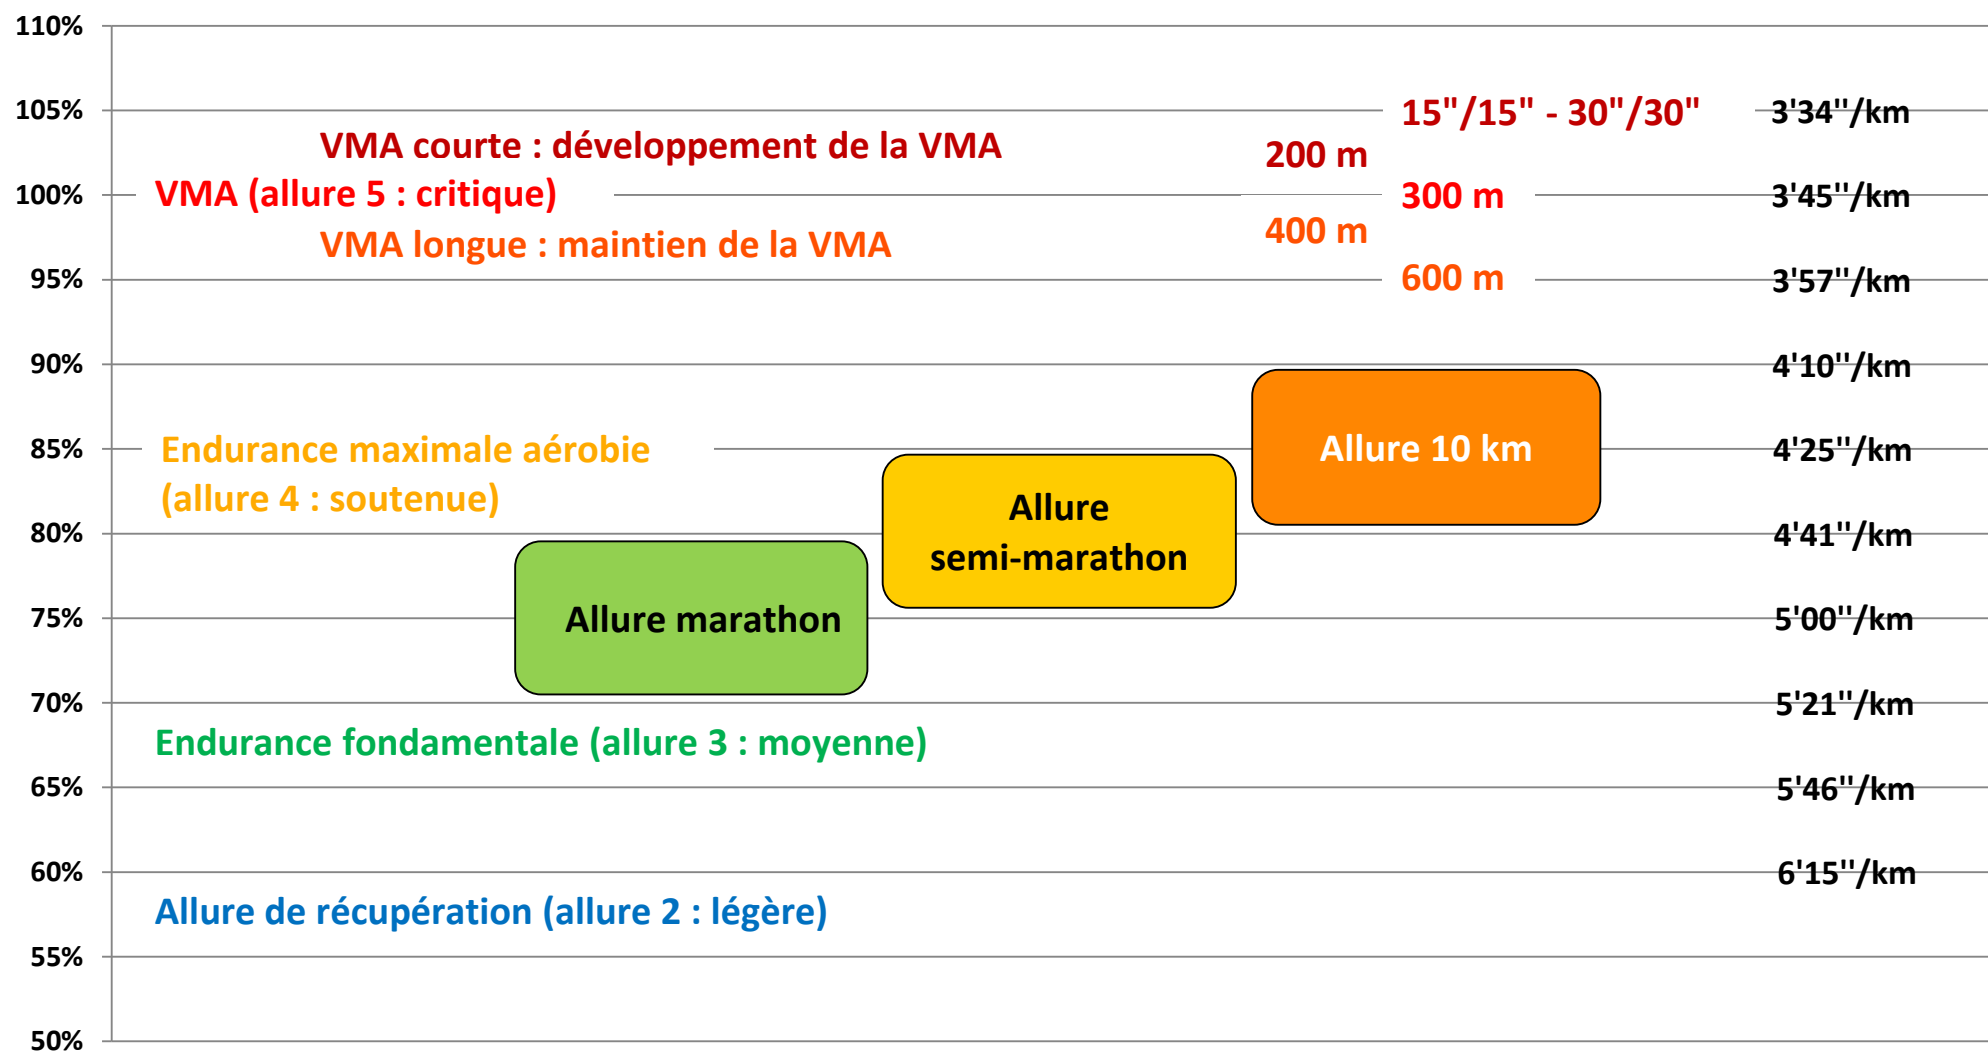 110%
105%
15"/15" - 30"/30"
3'34''/km
VMA courte : développement de la VMA
200 m
100%
VMA (allure 5 : critique)
300 m
3'45''/km
VMA longue : maintien de la VMA
400 m
95%
600 m
3'57''/km
90%
4'10''/km
85%
Endurance maximale aérobie
(allure 4 : soutenue)
Allure 10 km
4'25''/km
Allure
semi-marathon
80%
4'41''/km
75%
Allure marathon
5'00''/km
70%
5'21''/km
Endurance fondamentale (allure 3 : moyenne)
65%
5'46''/km
60%
6'15''/km
Allure de récupération (allure 2 : légère)
55%
50%